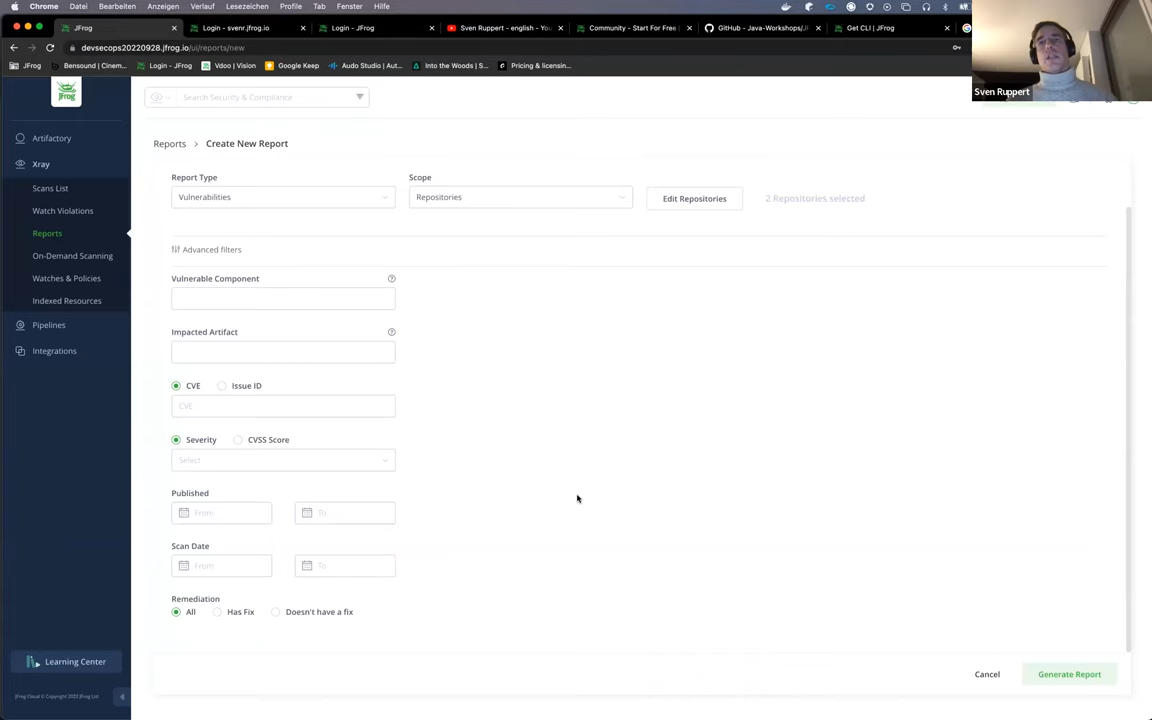 Chrome Datei Bearbeiten Anzeigen Verlauf Lesezeichen Profile Tab Fenster Hilfe
JFrog Login - svenr.jfrog.io Login - JFrog Sven Ruppert - english - You Community - Start For Free GitHub - Java-Workshops/JF Get CLI | JFrog
devsecops20220928.jfrog.io/ui/reports/new
JFrog Bensound | Cinem... Login - JFrog Vdoo | Vision Google Keep Audo Studio | Aut... Into the Woods | S... Pricing & licensin...
Sven Ruppert
JFrog
Search Security & Compliance
Artifactory
Xray
Scans List
Watch Violations
Reports
On-Demand Scanning
Watches & Policies
Indexed Resources
Pipelines
Integrations
Learning Center
JFrog Cloud © Copyright 2022 JFrog Ltd
Reports > Create New Report
Report Type Scope
Vulnerabilities Repositories Edit Repositories 2 Repositories selected
Advanced filters
Vulnerable Component
Impacted Artifact
CVE Issue ID
CVE
Severity CVSS Score
Select
Published
From To
Scan Date
From To
Remediation
All Has Fix Doesn't have a fix
Cancel Generate Report